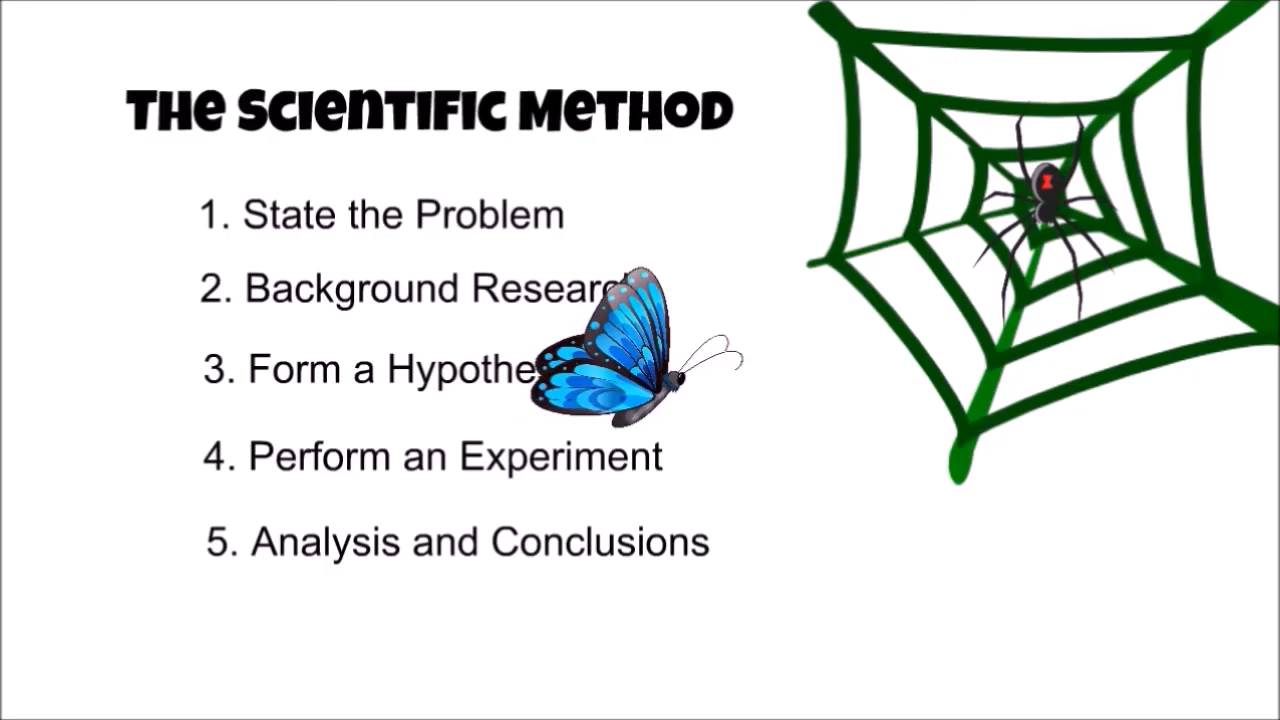 The Scientific Method
1. State the Problem
2. Background
3. Form a
4. Perform an Experiment
5. Analysis and Conclusions